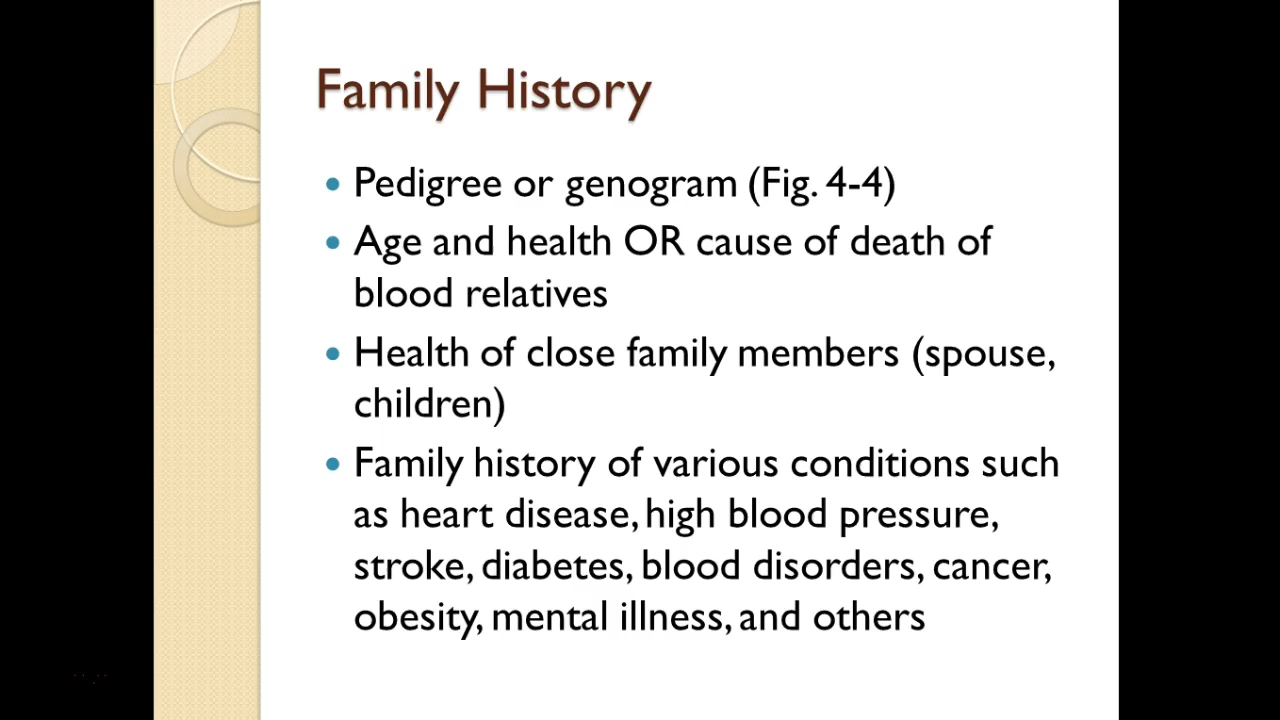 Family History
• Pedigree or genogram (Fig. 4-4)
• Age and health OR cause of death of
blood relatives
• Health of close family members (spouse,
children)
• Family history of various conditions such
as heart disease, high blood pressure,
stroke, diabetes, blood disorders, cancer,
obesity, mental illness, and others